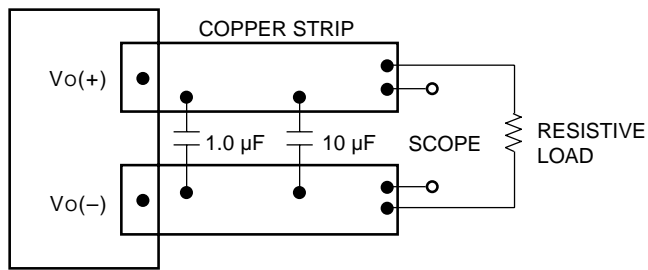 COPPER STRIP
VO(+)
1.0 µF
10 µF
SCOPE
RESISTIVE
LOAD
VO(–)